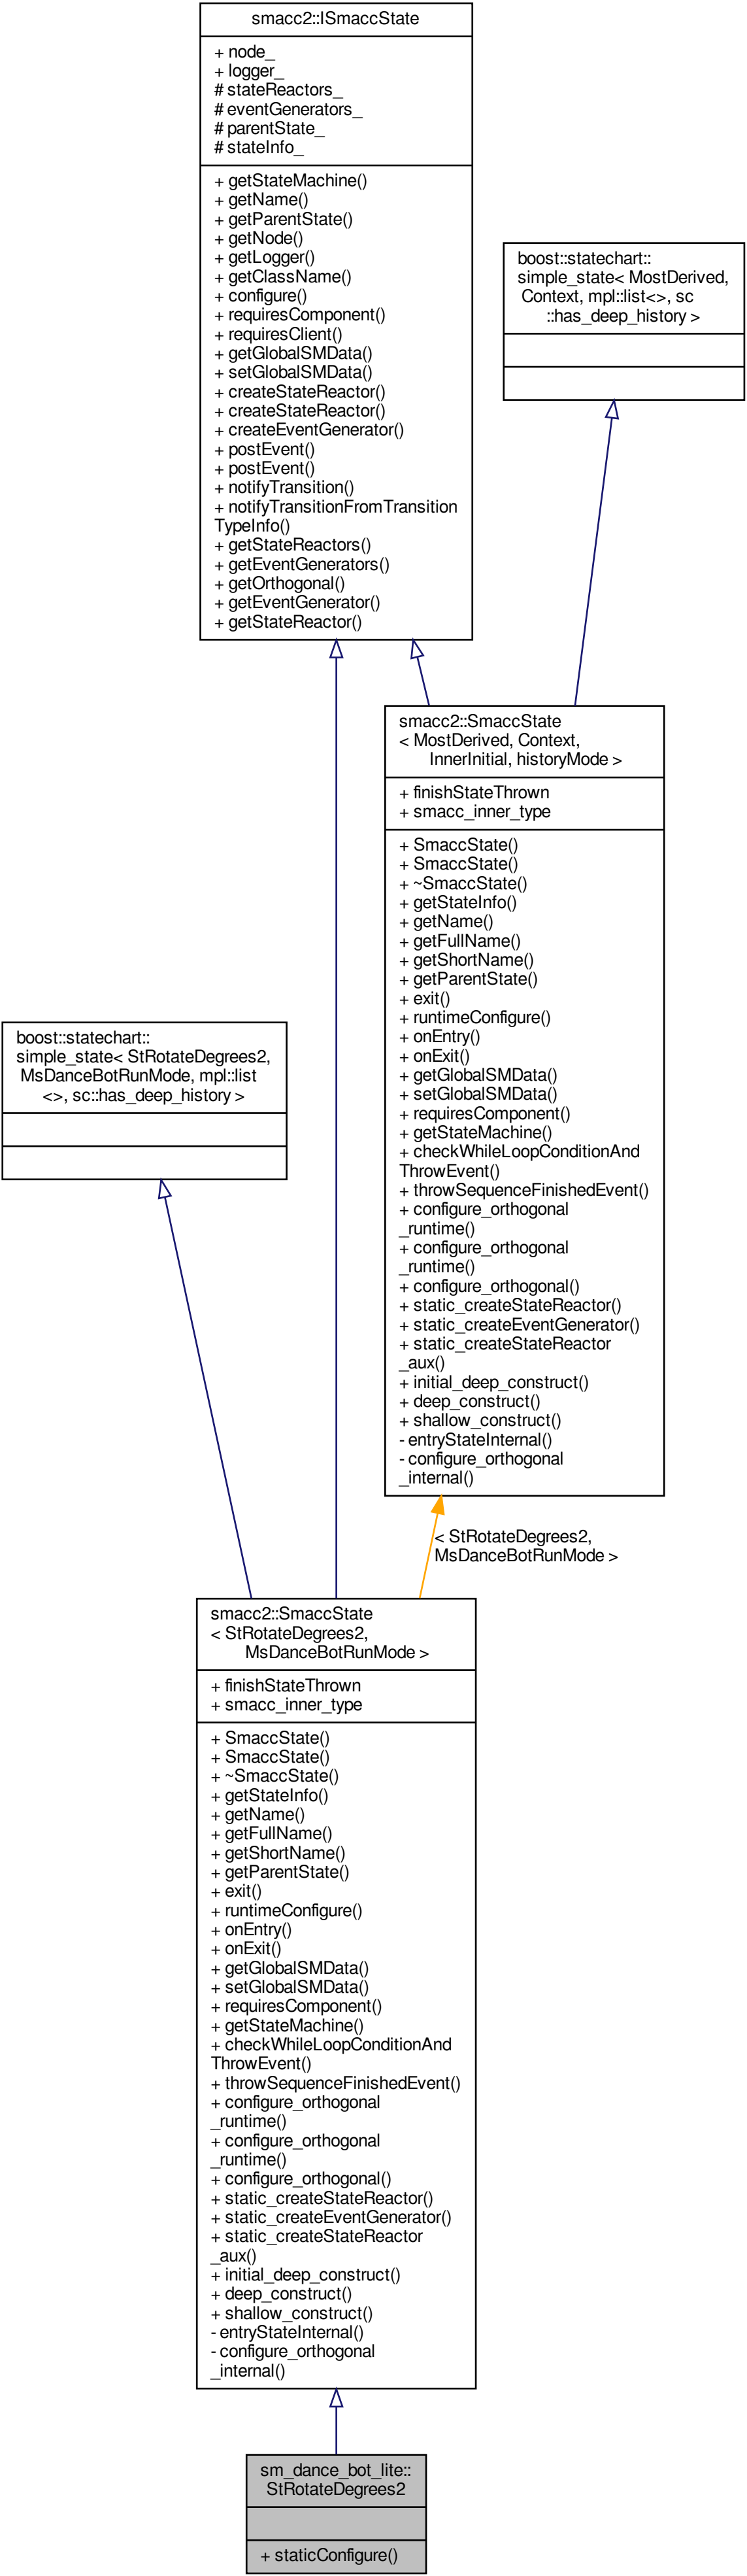 smacc2::ISmaccState
+ node_
+ logger_
# stateReactors_
# eventGenerators_
# parentState_
# stateInfo_
+ getStateMachine()
+ getName()
+ getParentState()
+ getNode()
+ getLogger()
+ getClassName()
+ configure()
+ requiresComponent()
+ requiresClient()
+ getGlobalSMData()
+ setGlobalSMData()
+ createStateReactor()
+ createStateReactor()
+ createEventGenerator()
+ postEvent()
+ postEvent()
+ notifyTransition()
+ notifyTransitionFromTransition
TypeInfo()
+ getStateReactors()
+ getEventGenerators()
+ getOrthogonal()
+ getEventGenerator()
+ getStateReactor()
boost::statechart::
simple_state< MostDerived,
Context, mpl::list<>, sc
::has_deep_history >
smacc2::SmaccState
< MostDerived, Context,
InnerInitial, historyMode >
+ finishStateThrown
+ smacc_inner_type
+ SmaccState()
+ SmaccState()
+ ~SmaccState()
+ getStateInfo()
+ getName()
+ getFullName()
+ getShortName()
+ getParentState()
+ exit()
+ runtimeConfigure()
+ onEntry()
+ onExit()
+ getGlobalSMData()
+ setGlobalSMData()
+ requiresComponent()
+ getStateMachine()
+ checkWhileLoopConditionAnd
ThrowEvent()
+ throwSequenceFinishedEvent()
+ configure_orthogonal
_runtime()
+ configure_orthogonal
_runtime()
+ configure_orthogonal()
+ static_createStateReactor()
+ static_createEventGenerator()
+ static_createStateReactor
_aux()
+ initial_deep_construct()
+ deep_construct()
+ shallow_construct()
- entryStateInternal()
- configure_orthogonal
_internal()
boost::statechart::
simple_state< StRotateDegrees2,
MsDanceBotRunMode, mpl::list
<>, sc::has_deep_history >
< StRotateDegrees2,
MsDanceBotRunMode >
smacc2::SmaccState
< StRotateDegrees2,
MsDanceBotRunMode >
+ finishStateThrown
+ smacc_inner_type
+ SmaccState()
+ SmaccState()
+ ~SmaccState()
+ getStateInfo()
+ getName()
+ getFullName()
+ getShortName()
+ getParentState()
+ exit()
+ runtimeConfigure()
+ onEntry()
+ onExit()
+ getGlobalSMData()
+ setGlobalSMData()
+ requiresComponent()
+ getStateMachine()
+ checkWhileLoopConditionAnd
ThrowEvent()
+ throwSequenceFinishedEvent()
+ configure_orthogonal
_runtime()
+ configure_orthogonal
_runtime()
+ configure_orthogonal()
+ static_createStateReactor()
+ static_createEventGenerator()
+ static_createStateReactor
_aux()
+ initial_deep_construct()
+ deep_construct()
+ shallow_construct()
- entryStateInternal()
- configure_orthogonal
_internal()
sm_dance_bot_lite::
StRotateDegrees2
+ staticConfigure()